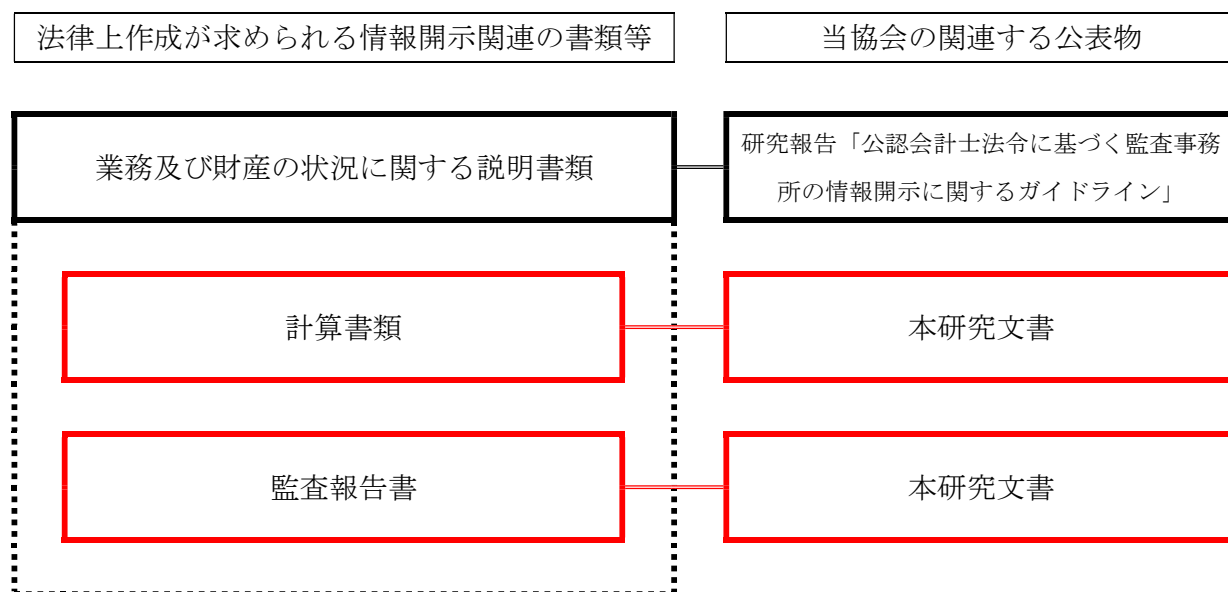 法律上作成が求められる情報開示関連の書類等
当協会の関連する公表物
業務及び財産の状況に関する説明書類
研究報告「公認会計士法令に基づく監査事務
所の情報開示に関するガイドライン」
計算書類
本研究文書
監査報告書
本研究文書